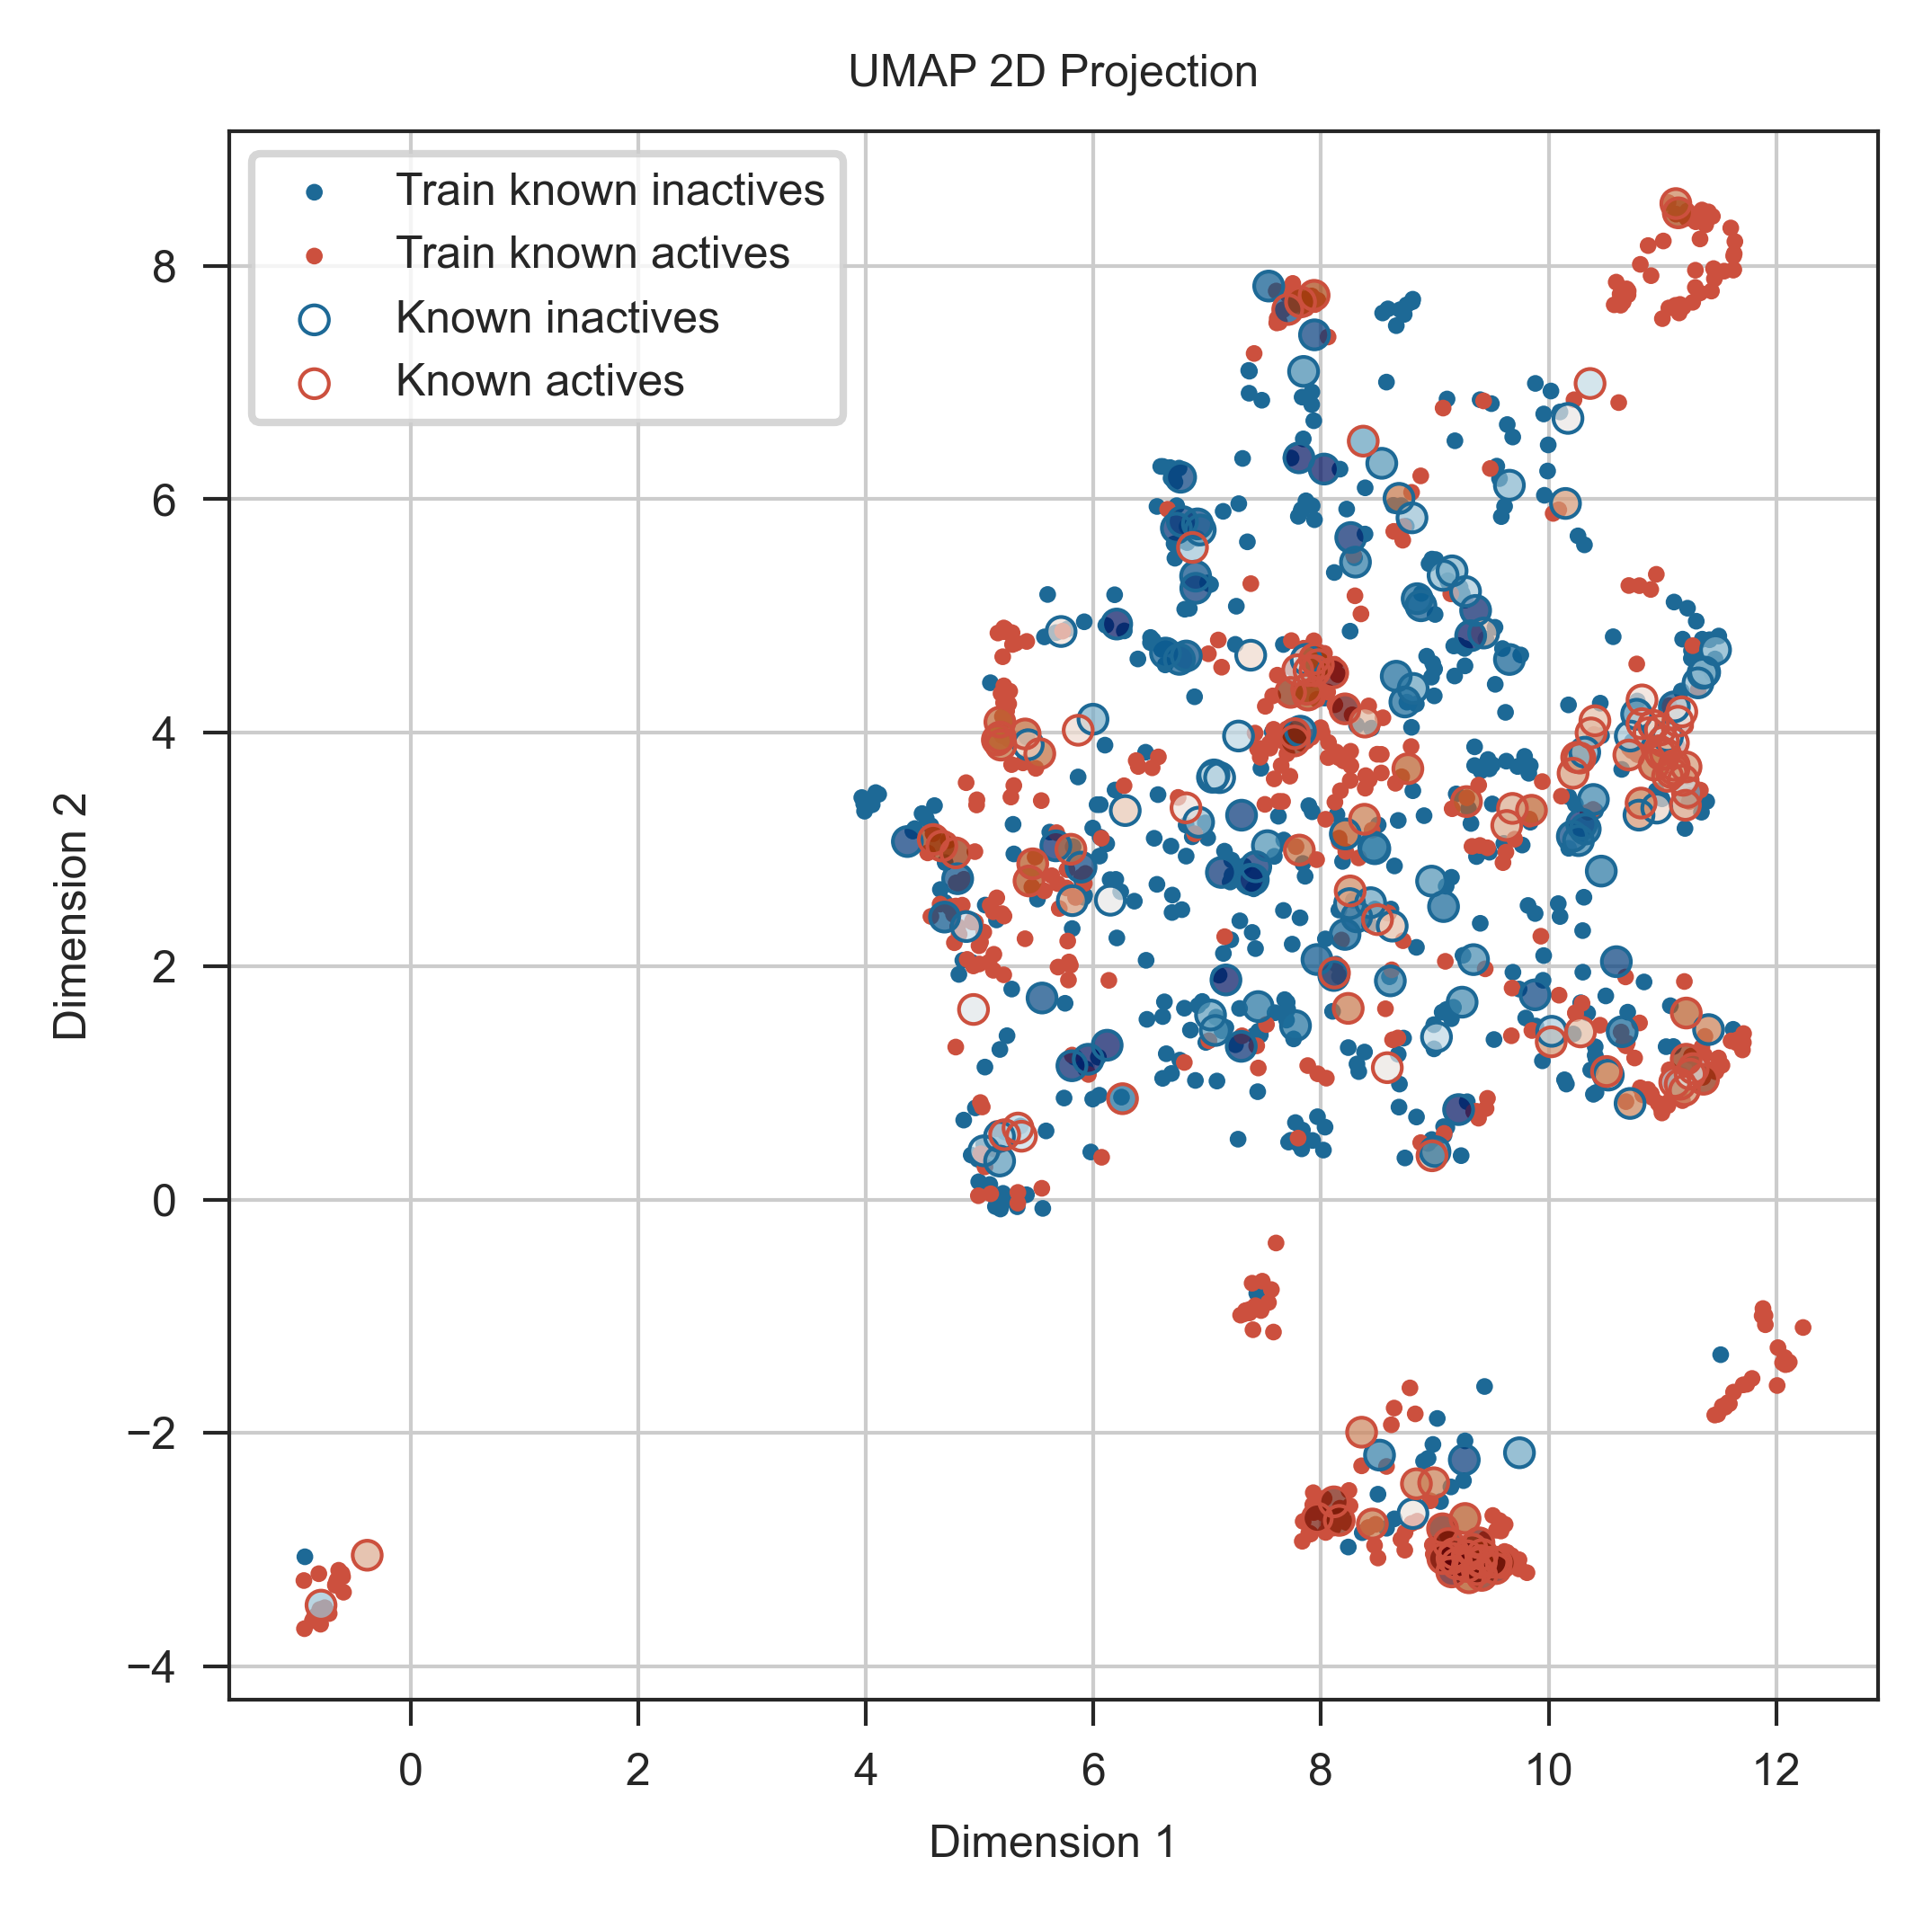 UMAP 2D Projection
Train known inactives
Train known actives
Known inactives
Known actives
8
6
4
2
0
−2
−4
Dimension 2
0 2 4 6 8 10 12
Dimension 1